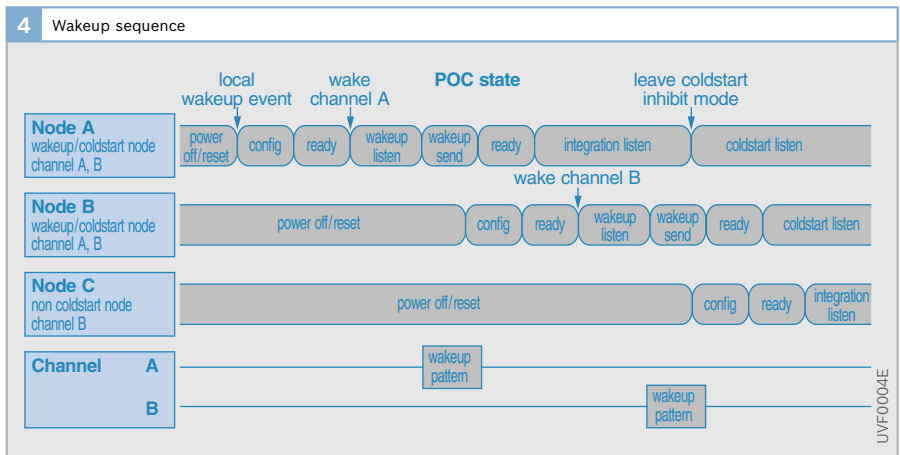 4 Wakeup sequence
local
wakeup event
wake
channel A
POC state
leave coldstart
inhibit mode
Node A
wakeup/coldstart node
channel A, B
power
off/reset
config
ready
wakeup
listen
wakeup
send
ready
integration listen
coldstart listen
wake channel B
Node B
wakeup/coldstart node
channel A, B
power off/reset
config
ready
wakeup
listen
wakeup
send
ready
coldstart listen
Node C
non coldstart node
channel B
power off/reset
config
ready
integration
listen
Channel A
B
wakeup
pattern
wakeup
pattern
UVF0004E